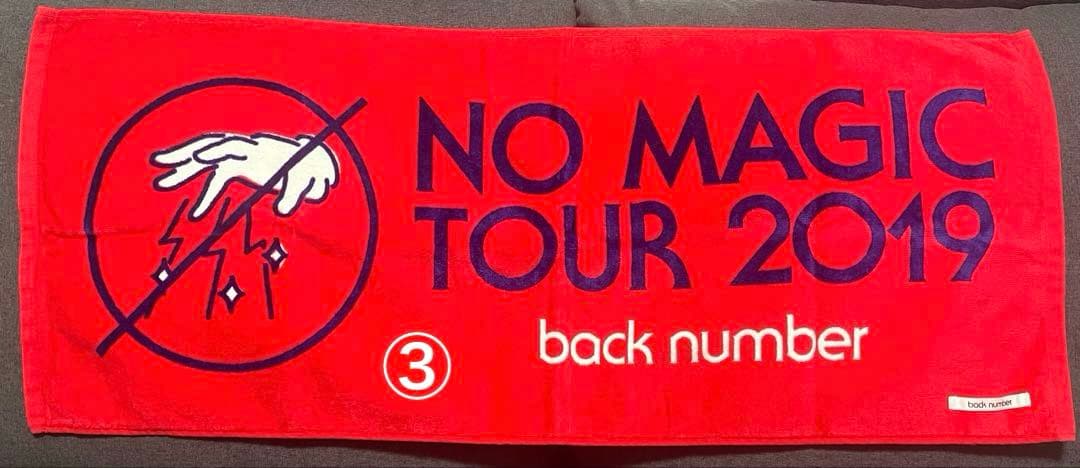 NO MAGIC
TOUR 2019
back number
③
back number